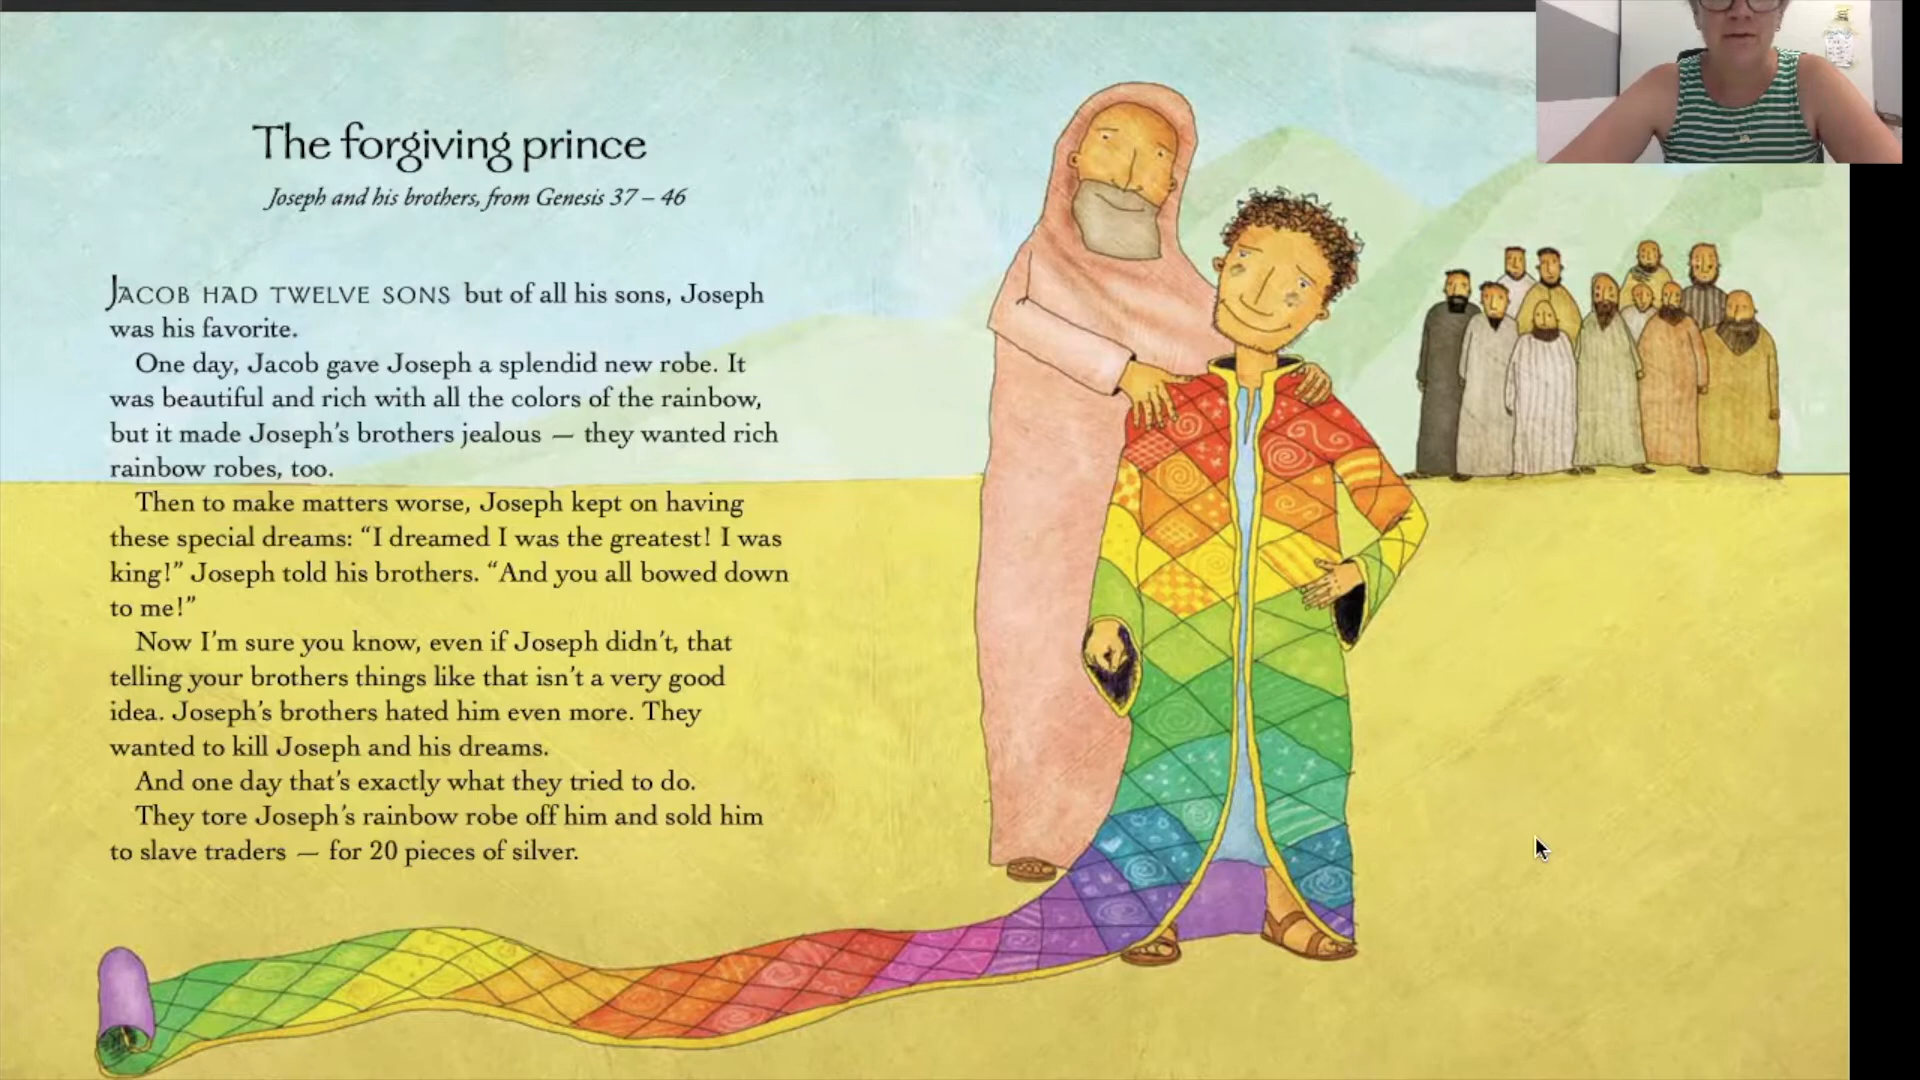 The forgiving prince
Joseph and his brothers, from Genesis 37 – 46
JACOB HAD TWELVE SONS but of all his sons, Joseph
was his favorite.
One day, Jacob gave Joseph a splendid new robe. It
was beautiful and rich with all the colors of the rainbow,
but it made Joseph's brothers jealous — they wanted rich
rainbow robes, too.
Then to make matters worse, Joseph kept on having
these special dreams: “I dreamed I was the greatest! I was
king!” Joseph told his brothers. “And you all bowed down
to me!”
Now I'm sure you know, even if Joseph didn't, that
telling your brothers things like that isn't a very good
idea. Joseph's brothers hated him even more. They
wanted to kill Joseph and his dreams.
And one day that's exactly what they tried to do.
They tore Joseph's rainbow robe off him and sold him
to slave traders — for 20 pieces of silver.